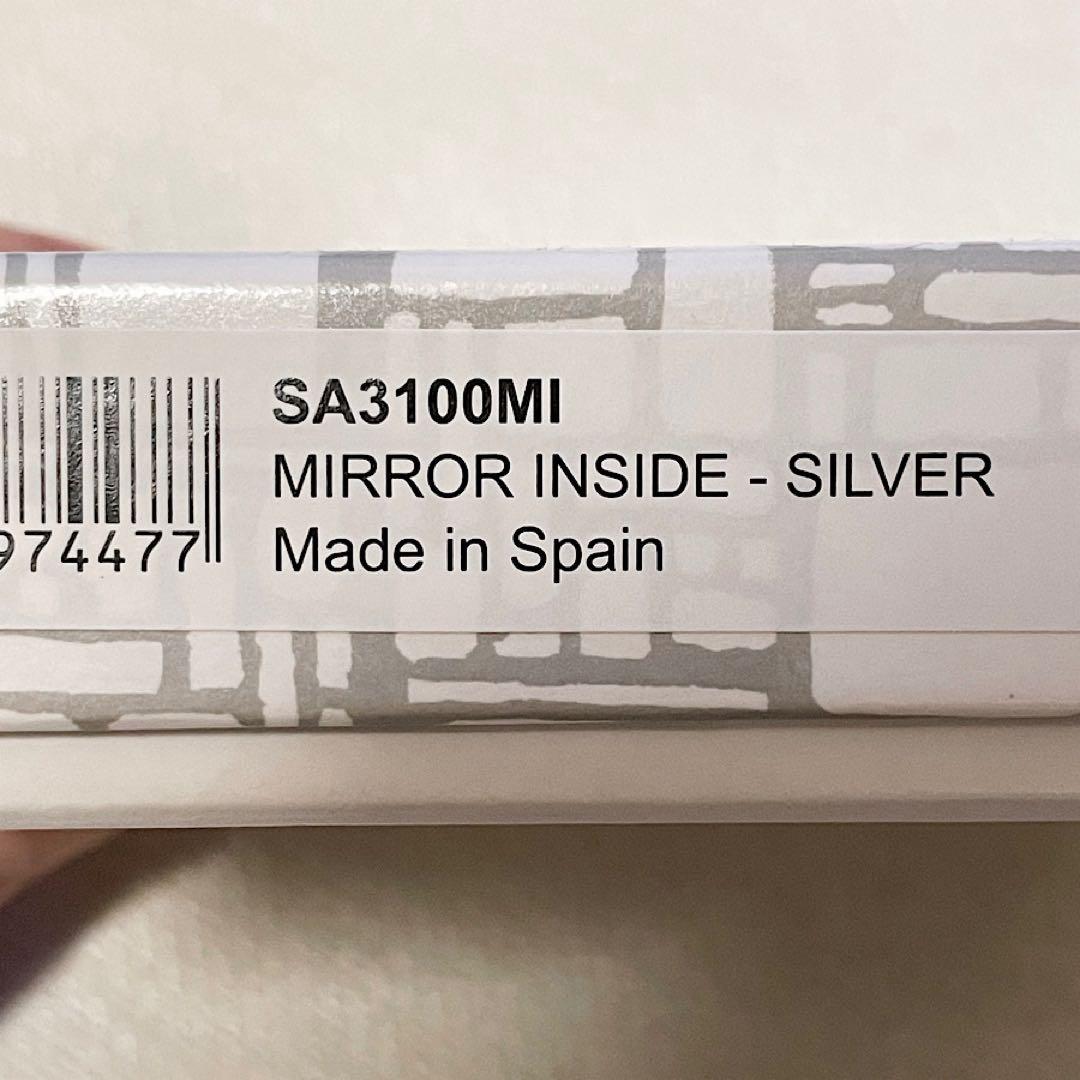 SA3100MI
MIRROR INSIDE - SILVER
Made in Spain
974477